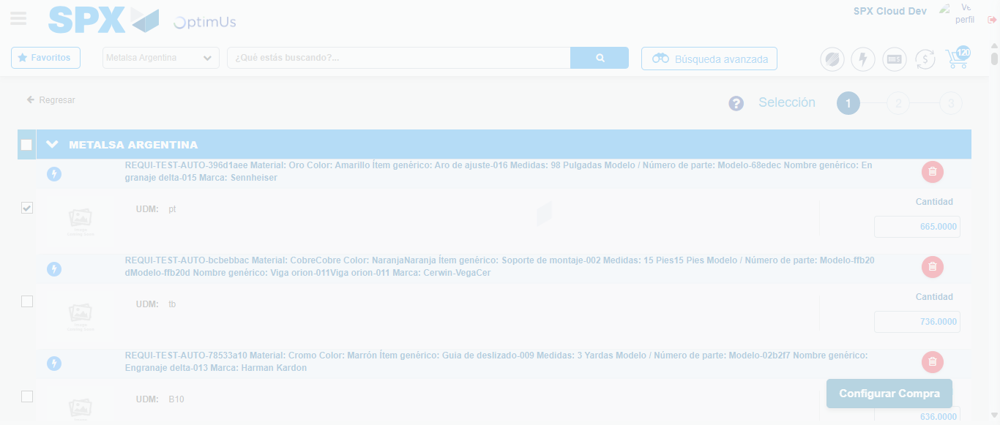 SPX
OptimUs
SPX Cloud Dev
Ve
perfil
Favoritos
Metalsa Argentina
¿Qué estás buscando?...
Búsqueda avanzada
120
Regresar
?
Selección
1
2
3
METALSA ARGENTINA
REQUI-TEST-AUTO-396d1aee Material: Oro Color: Amarillo Ítem genérico: Aro de ajuste-016 Medidas: 98 Pulgadas Modelo / Número de parte: Modelo-68edec Nombre genérico: En
granaje delta-015 Marca: Sennheiser
UDM: pt
Cantidad
665.0000
REQUI-TEST-AUTO-bcbebbac Material: CobreCobre Color: NaranjaNaranja Ítem genérico: Soporte de montaje-002 Medidas: 15 Pies15 Pies Modelo / Número de parte: Modelo-ffb20
dModelo-ffb20d Nombre genérico: Viga orion-011Viga orion-011 Marca: Cerwin-VegaCer
UDM: tb
Cantidad
736.0000
REQUI-TEST-AUTO-78533a10 Material: Cromo Color: Marrón Ítem genérico: Guia de deslizado-009 Medidas: 3 Yardas Modelo / Número de parte: Modelo-02b2f7 Nombre genérico:
Engranaje delta-013 Marca: Harman Kardon
UDM: B10
Configurar Compra
636.0000